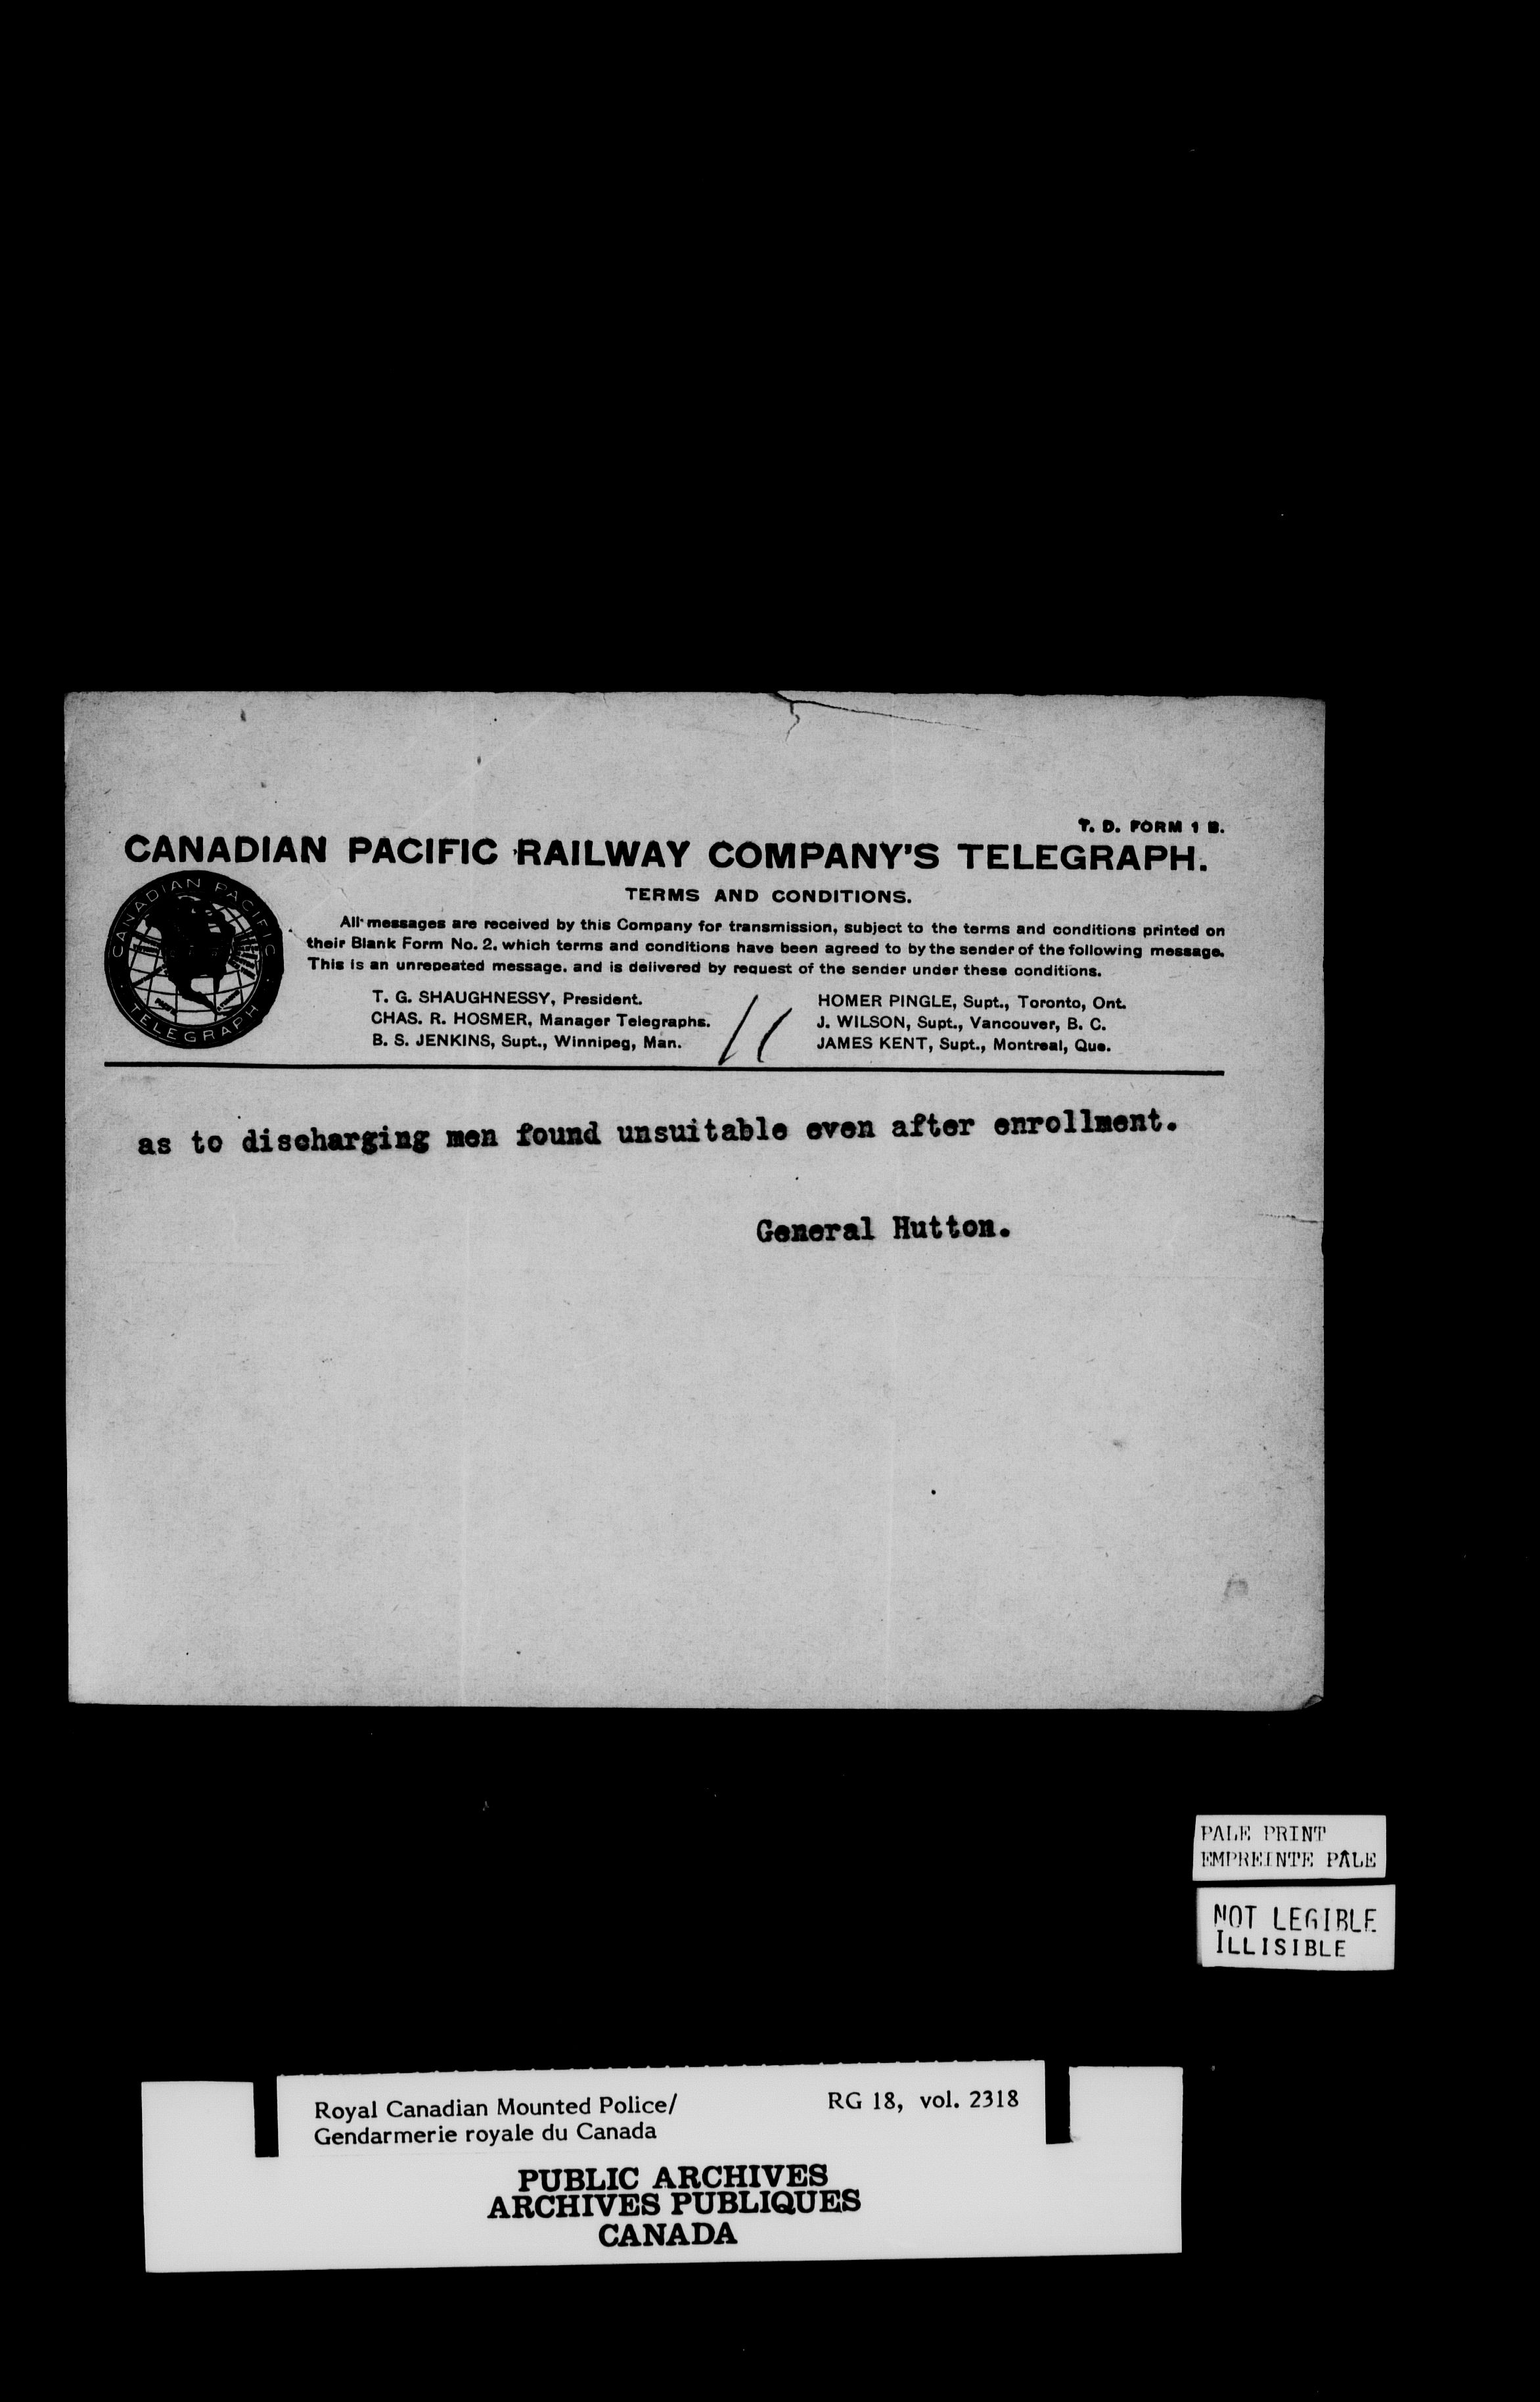 T. D. FORM 1 B.
CANADIAN PACIFIC RAILWAY COMPANY'S TELEGRAPH.
CANADIAN PACIFIC
TELEGRAPH
TERMS AND CONDITIONS.
All messages are received by this Company for transmission, subject to the terms and conditions printed on
their Blank Form No. 2, which terms and conditions have been agreed to by the sender of the following message.
This is an unrepeated message, and is delivered by request of the sender under these conditions.
T. G. SHAUGHNESSY, President.
CHAS. R. HOSMER, Manager Telegraphs.
B. S. JENKINS, Supt., Winnipeg, Man.
HOMER PINGLE, Supt., Toronto, Ont.
J. WILSON, Supt., Vancouver, B. C.
JAMES KENT, Supt., Montreal, Que.
as to discharging men found unsuitable even after enrollment.
General Hutton.
PALE PRINT
EMPREINTE PÂLE
NOT LEGIBLE
ILLISIBLE
Royal Canadian Mounted Police/
Gendarmerie royale du Canada
RG 18, vol. 2318
PUBLIC ARCHIVES
ARCHIVES PUBLIQUES
CANADA